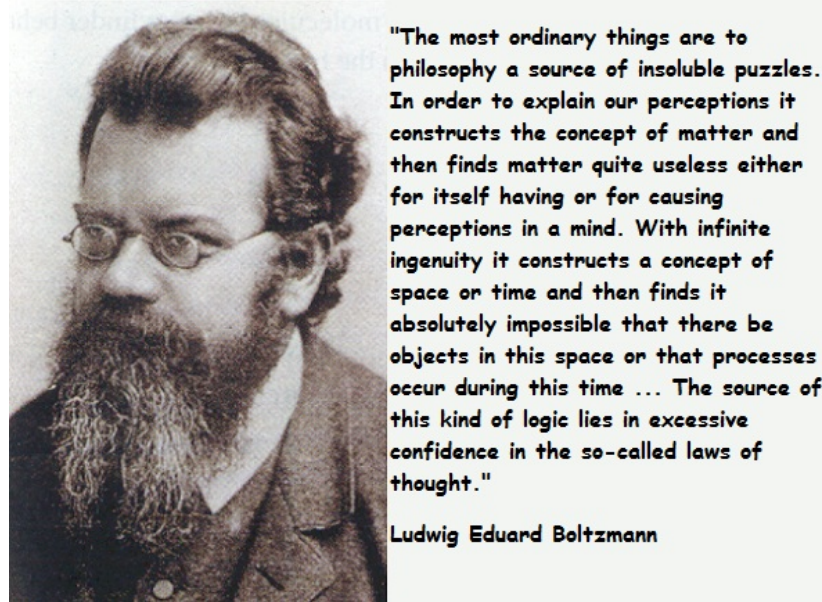 "The most ordinary things are to
philosophy a source of insoluble puzzles.
In order to explain our perceptions it
constructs the concept of matter and
then finds matter quite useless either
for itself having or for causing
perceptions in a mind. With infinite
ingenuity it constructs a concept of
space or time and then finds it
absolutely impossible that there be
objects in this space or that processes
occur during this time ... The source of
this kind of logic lies in excessive
confidence in the so-called laws of
thought."
Ludwig Eduard Boltzmann